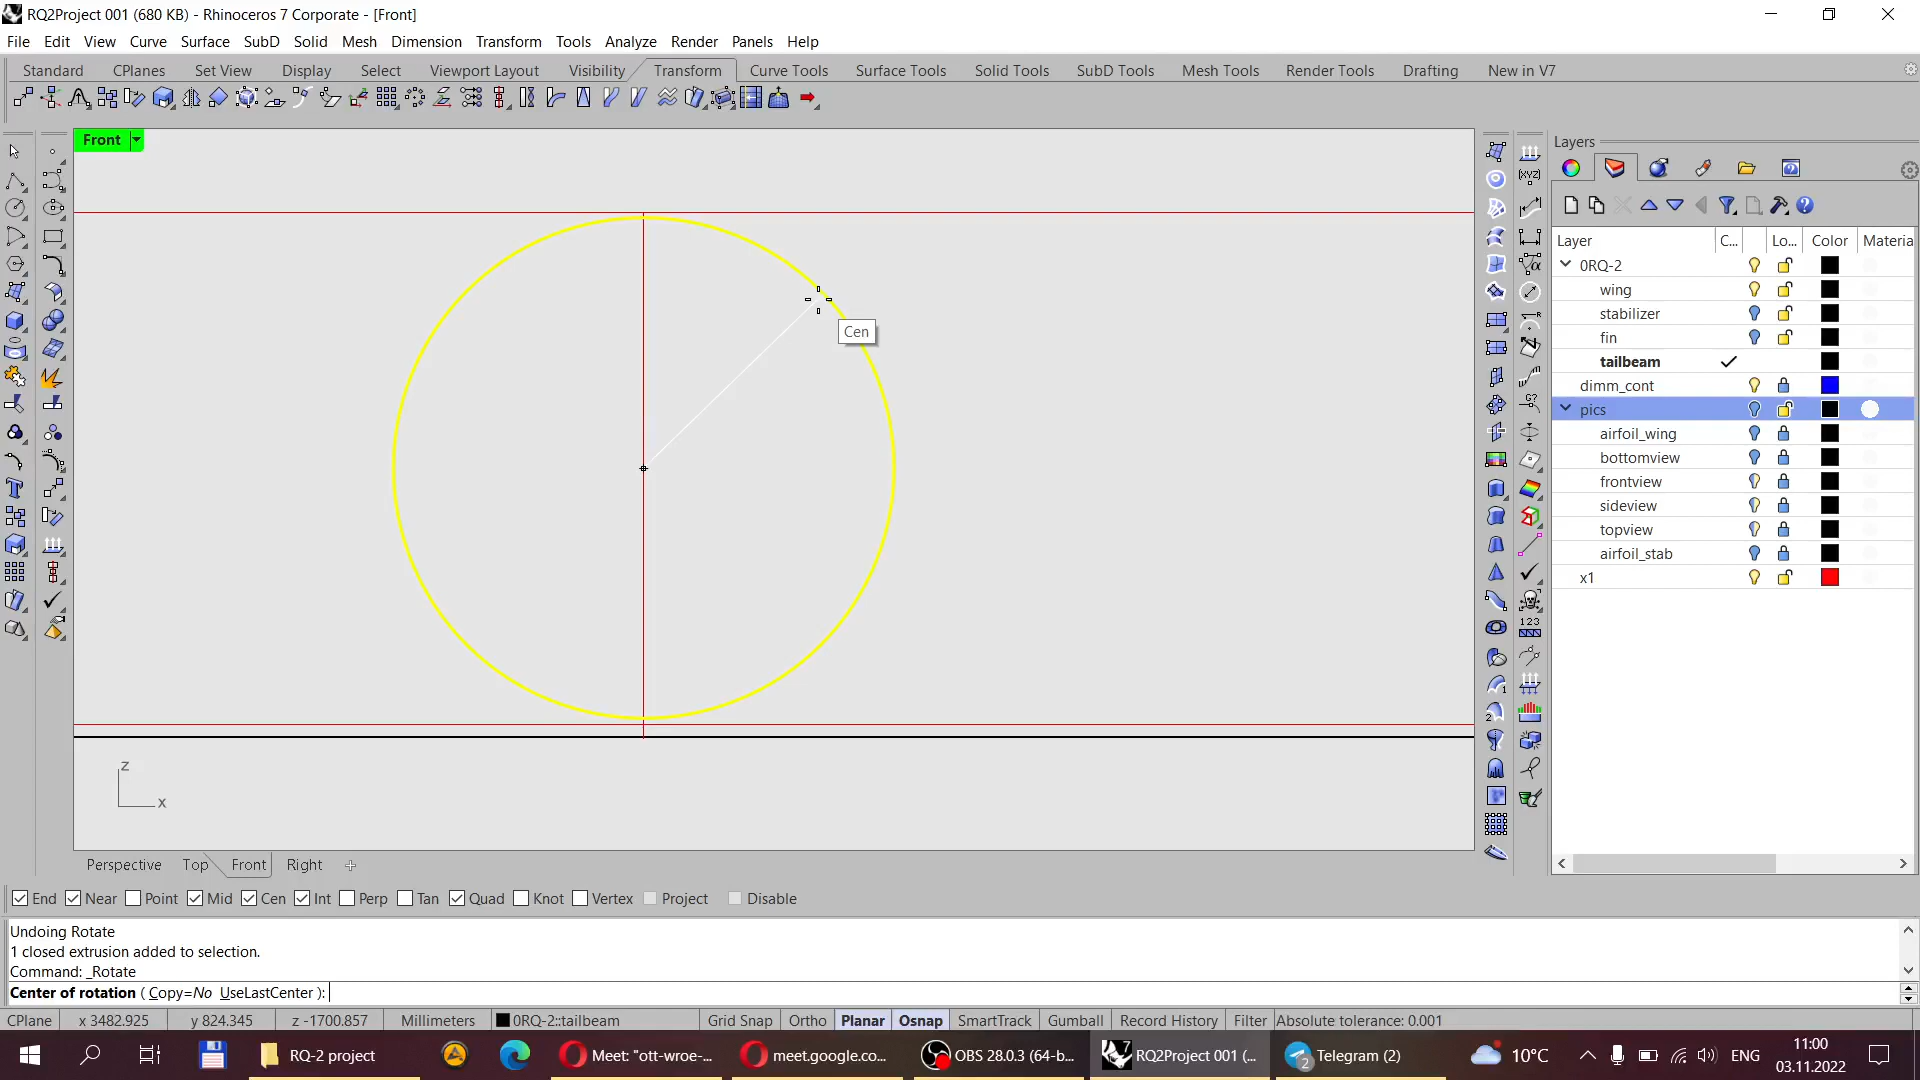 RQ2Project 001 (680 KB) - Rhinoceros 7 Corporate - [Front]
File Edit View Curve Surface SubD Solid Mesh Dimension Transform Tools Analyze Render Panels Help
Standard CPlanes Set View Display Select Viewport Layout Visibility Transform Curve Tools Surface Tools Solid Tools SubD Tools Mesh Tools Render Tools Drafting New in V7
Front
Layers
Layer C... Lo... Color Materia
0RQ-2
wing
stabilizer
fin
tailbeam
dimm_cont
pics
airfoil_wing
bottomview
frontview
sideview
topview
airfoil_stab
x1
Cen
z
x
Perspective Top Front Right
End Near Point Mid Cen Int Perp Tan Quad Knot Vertex Project Disable
Undoing Rotate
1 closed extrusion added to selection.
Command: _Rotate
Center of rotation ( Copy=No UseLastCenter ):
CPlane x 3482.925 y 824.345 z -1700.857 Millimeters 0RQ-2::tailbeam Grid Snap Ortho Planar Osnap SmartTrack Gumball Record History Filter Absolute tolerance: 0.001
RQ-2 project Meet: "ott-wroe-... meet.google.co... OBS 28.0.3 (64-b... RQ2Project 001 (... Telegram (2) 10°C ENG 11:00
03.11.2022